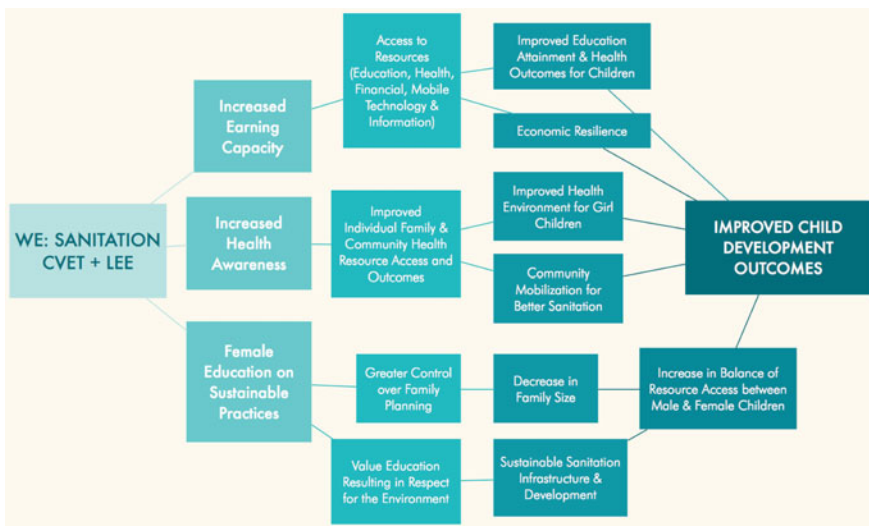 WE: SANITATION
CVET + LEE
Increased
Earning
Capacity
Increased
Health
Awareness
Female
Education on
Sustainable
Practices
Access to
Resources
(Education, Health,
Financial, Mobile
Technology &
Information)
Improved
Individual Family &
Community Health
Resource Access and
Outcomes
Greater Control
over Family
Planning
Value Education
Resulting in Respect
for the Environment
Improved Education
Attainment & Health
Outcomes for Children
Economic Resilience
Improved Health
Environment for Girl
Children
Community
Mobilization for
Better Sanitation
Decrease in
Family Size
Sustainable Sanitation
Infrastructure &
Development
Increase in Balance of
Resource Access between
Male & Female Children
IMPROVED CHILD
DEVELOPMENT
OUTCOMES